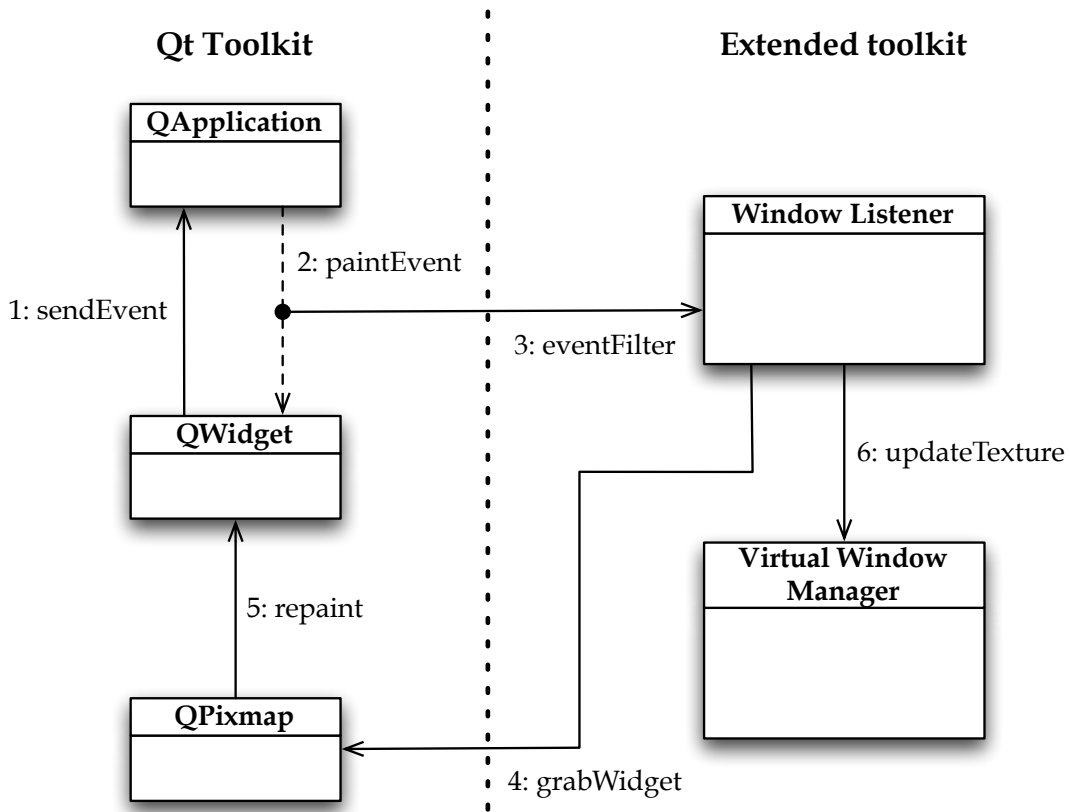 Qt Toolkit
Extended toolkit
QApplication
Window Listener
2: paintEvent
1: sendEvent
3: eventFilter
QWidget
6: updateTexture
Virtual Window
Manager
5: repaint
QPixmap
4: grabWidget